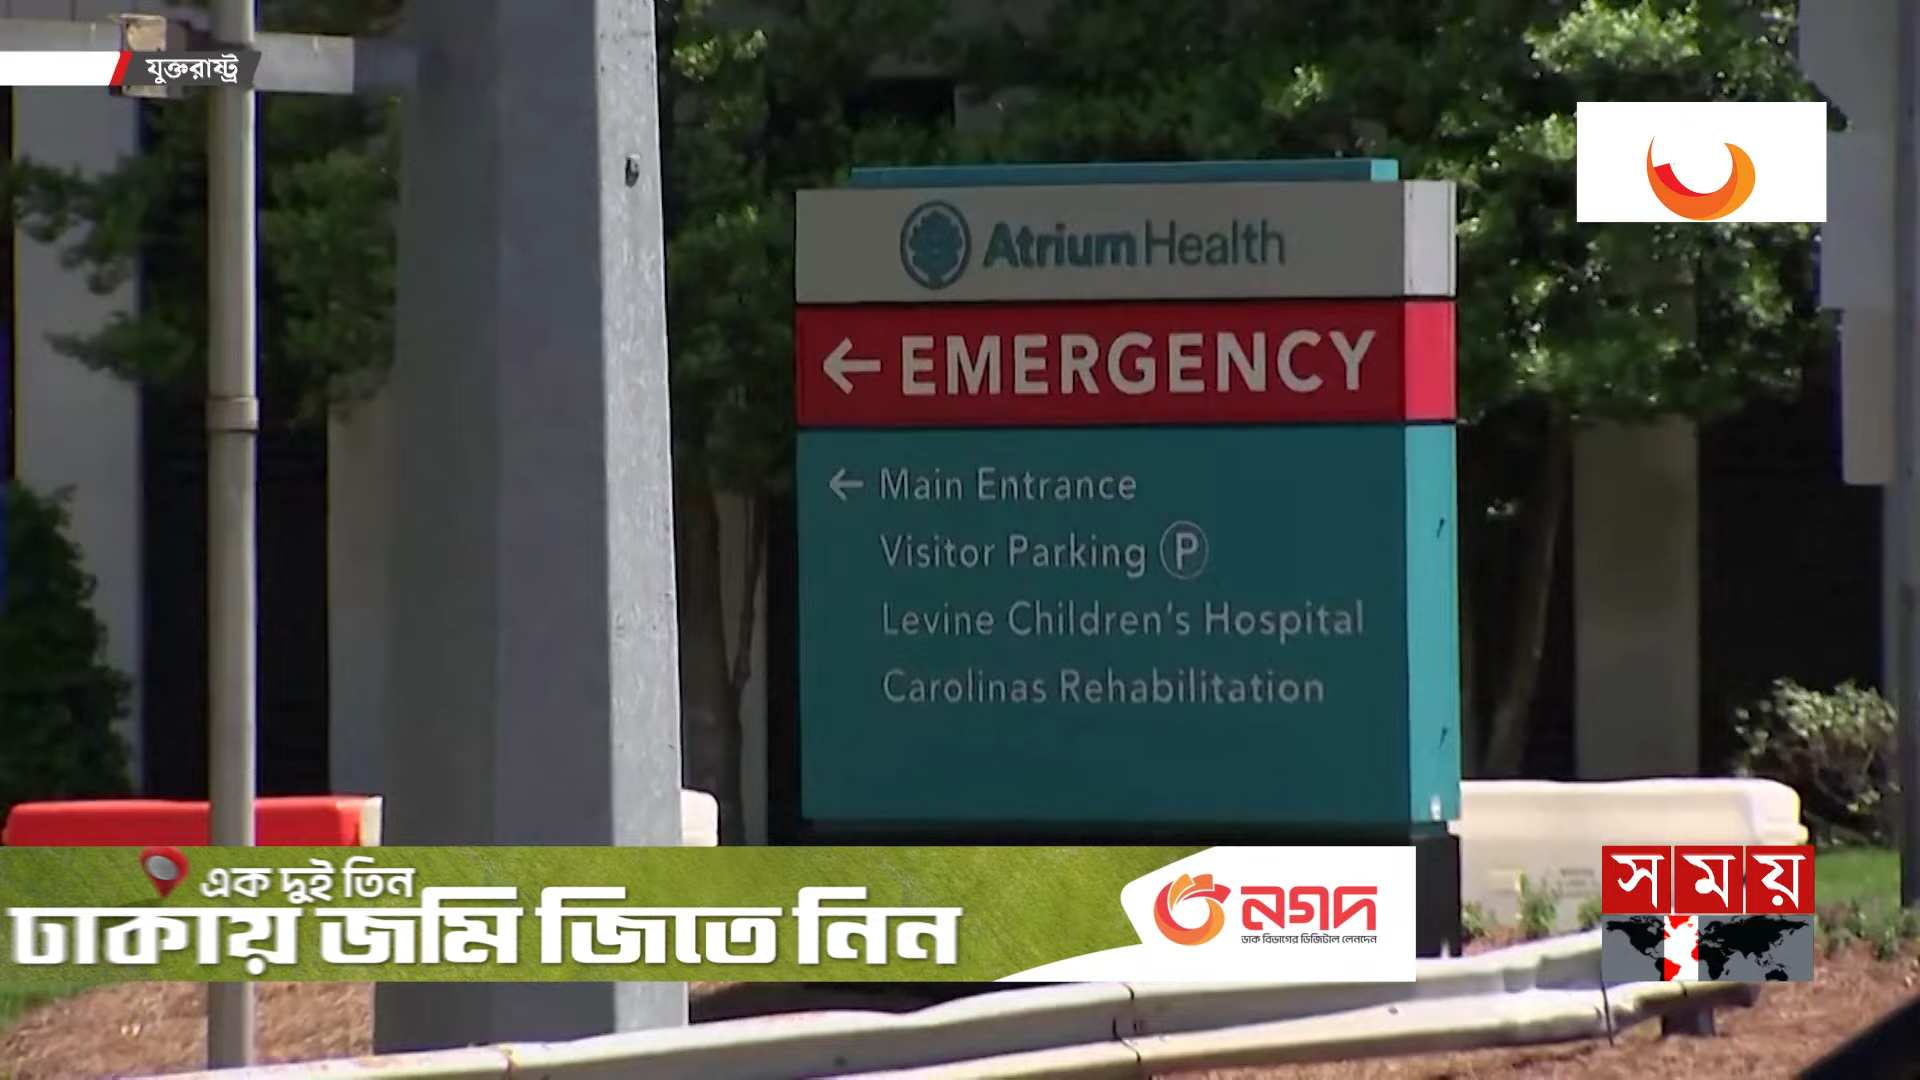 যুক্তরাষ্ট্র
Atrium Health
← EMERGENCY
← Main Entrance
Visitor Parking P
Levine Children's Hospital
Carolinas Rehabilitation
এক দুই তিন
ঢাকায় জমি জিতে নিন
নগদ
ডাক বিভাগের ডিজিটাল লেনদেন
সময়